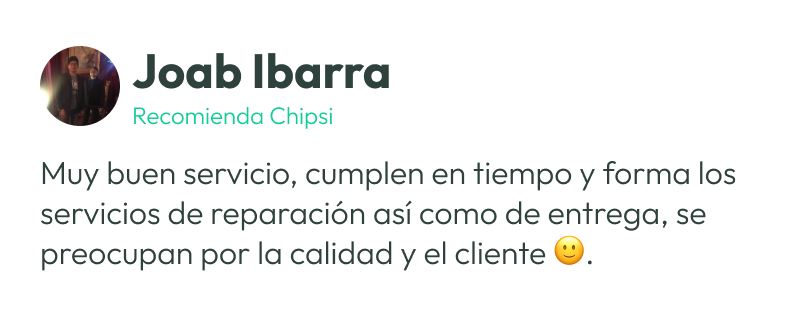 Joab Ibarra
Recomienda Chipsi
Muy buen servicio, cumplen en tiempo y forma los
servicios de reparación así como de entrega, se
preocupan por la calidad y el cliente 🙂.